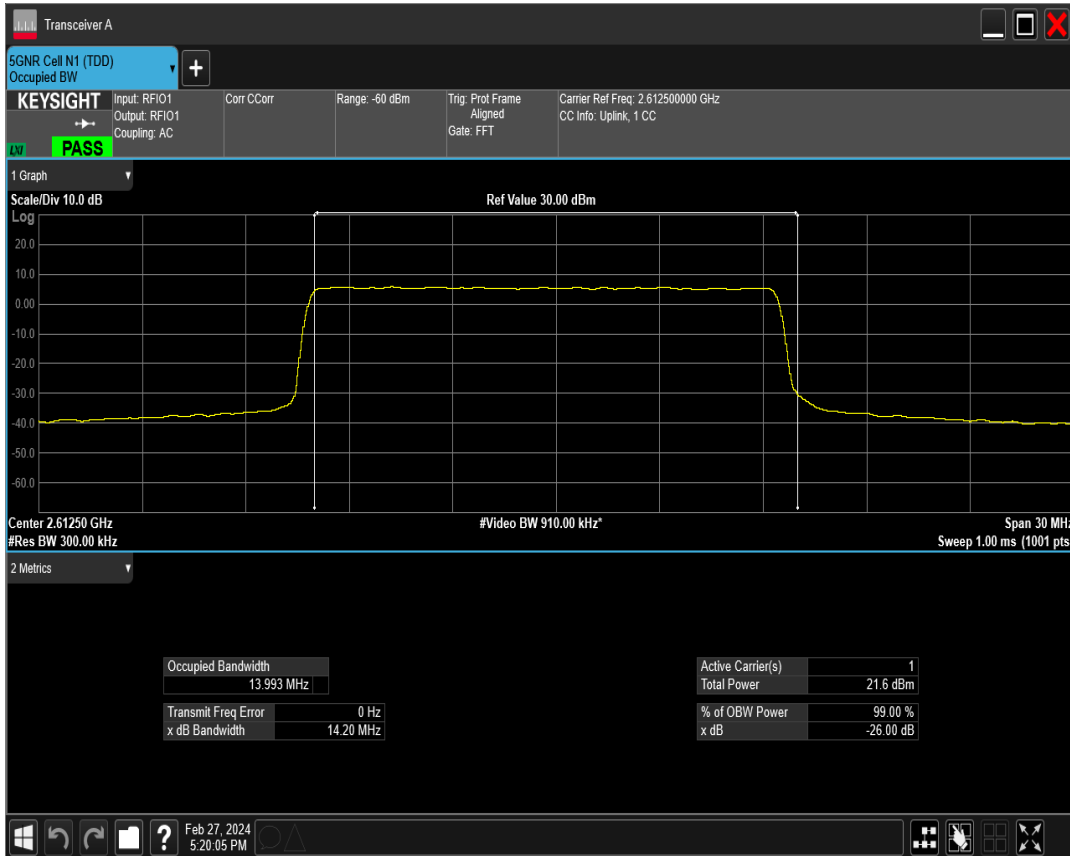 Transceiver A
5GNR Cell N1 (TDD)
Occupied BW
KEYSIGHT
LXI
PASS
Input: RFIO1
Output: RFIO1
Coupling: AC
Corr CCorr
Range: -60 dBm
Trig: Prot Frame
Aligned
Gate: FFT
Carrier Ref Freq: 2.612500000 GHz
CC Info: Uplink, 1 CC
1 Graph
Scale/Div 10.0 dB
Ref Value 30.00 dBm
Log
20.0
10.0
0.00
-10.0
-20.0
-30.0
-40.0
-50.0
-60.0
Center 2.61250 GHz
#Video BW 910.00 kHz*
Span 30 MHz
#Res BW 300.00 kHz
Sweep 1.00 ms (1001 pts
2 Metrics
Occupied Bandwidth
13.993 MHz
Transmit Freq Error 0 Hz
x dB Bandwidth 14.20 MHz
Active Carrier(s) 1
Total Power 21.6 dBm
% of OBW Power 99.00 %
x dB -26.00 dB
?
Feb 27, 2024
5:20:05 PM